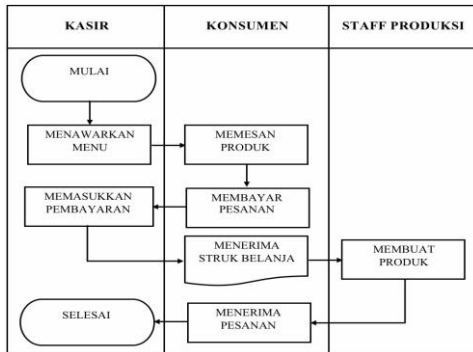 KASIR
KONSUMEN
STAFF PRODUKSI
MULAI
MENAWARKAN
MENU
MEMESAN
PRODUK
MEMBAYAR
PESANAN
MEMASUKKAN
PEMBAYARAN
MENERIMA
STRUK BELANJA
MEMBUAT
PRODUK
MENERIMA
PESANAN
SELESAI